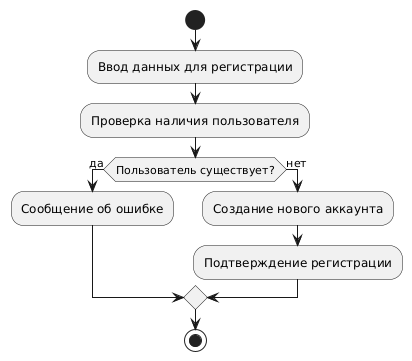 Ввод данных для регистрации
Проверка наличия пользователя
да
Пользователь существует?
нет
Сообщение об ошибке
Создание нового аккаунта
Подтверждение регистрации